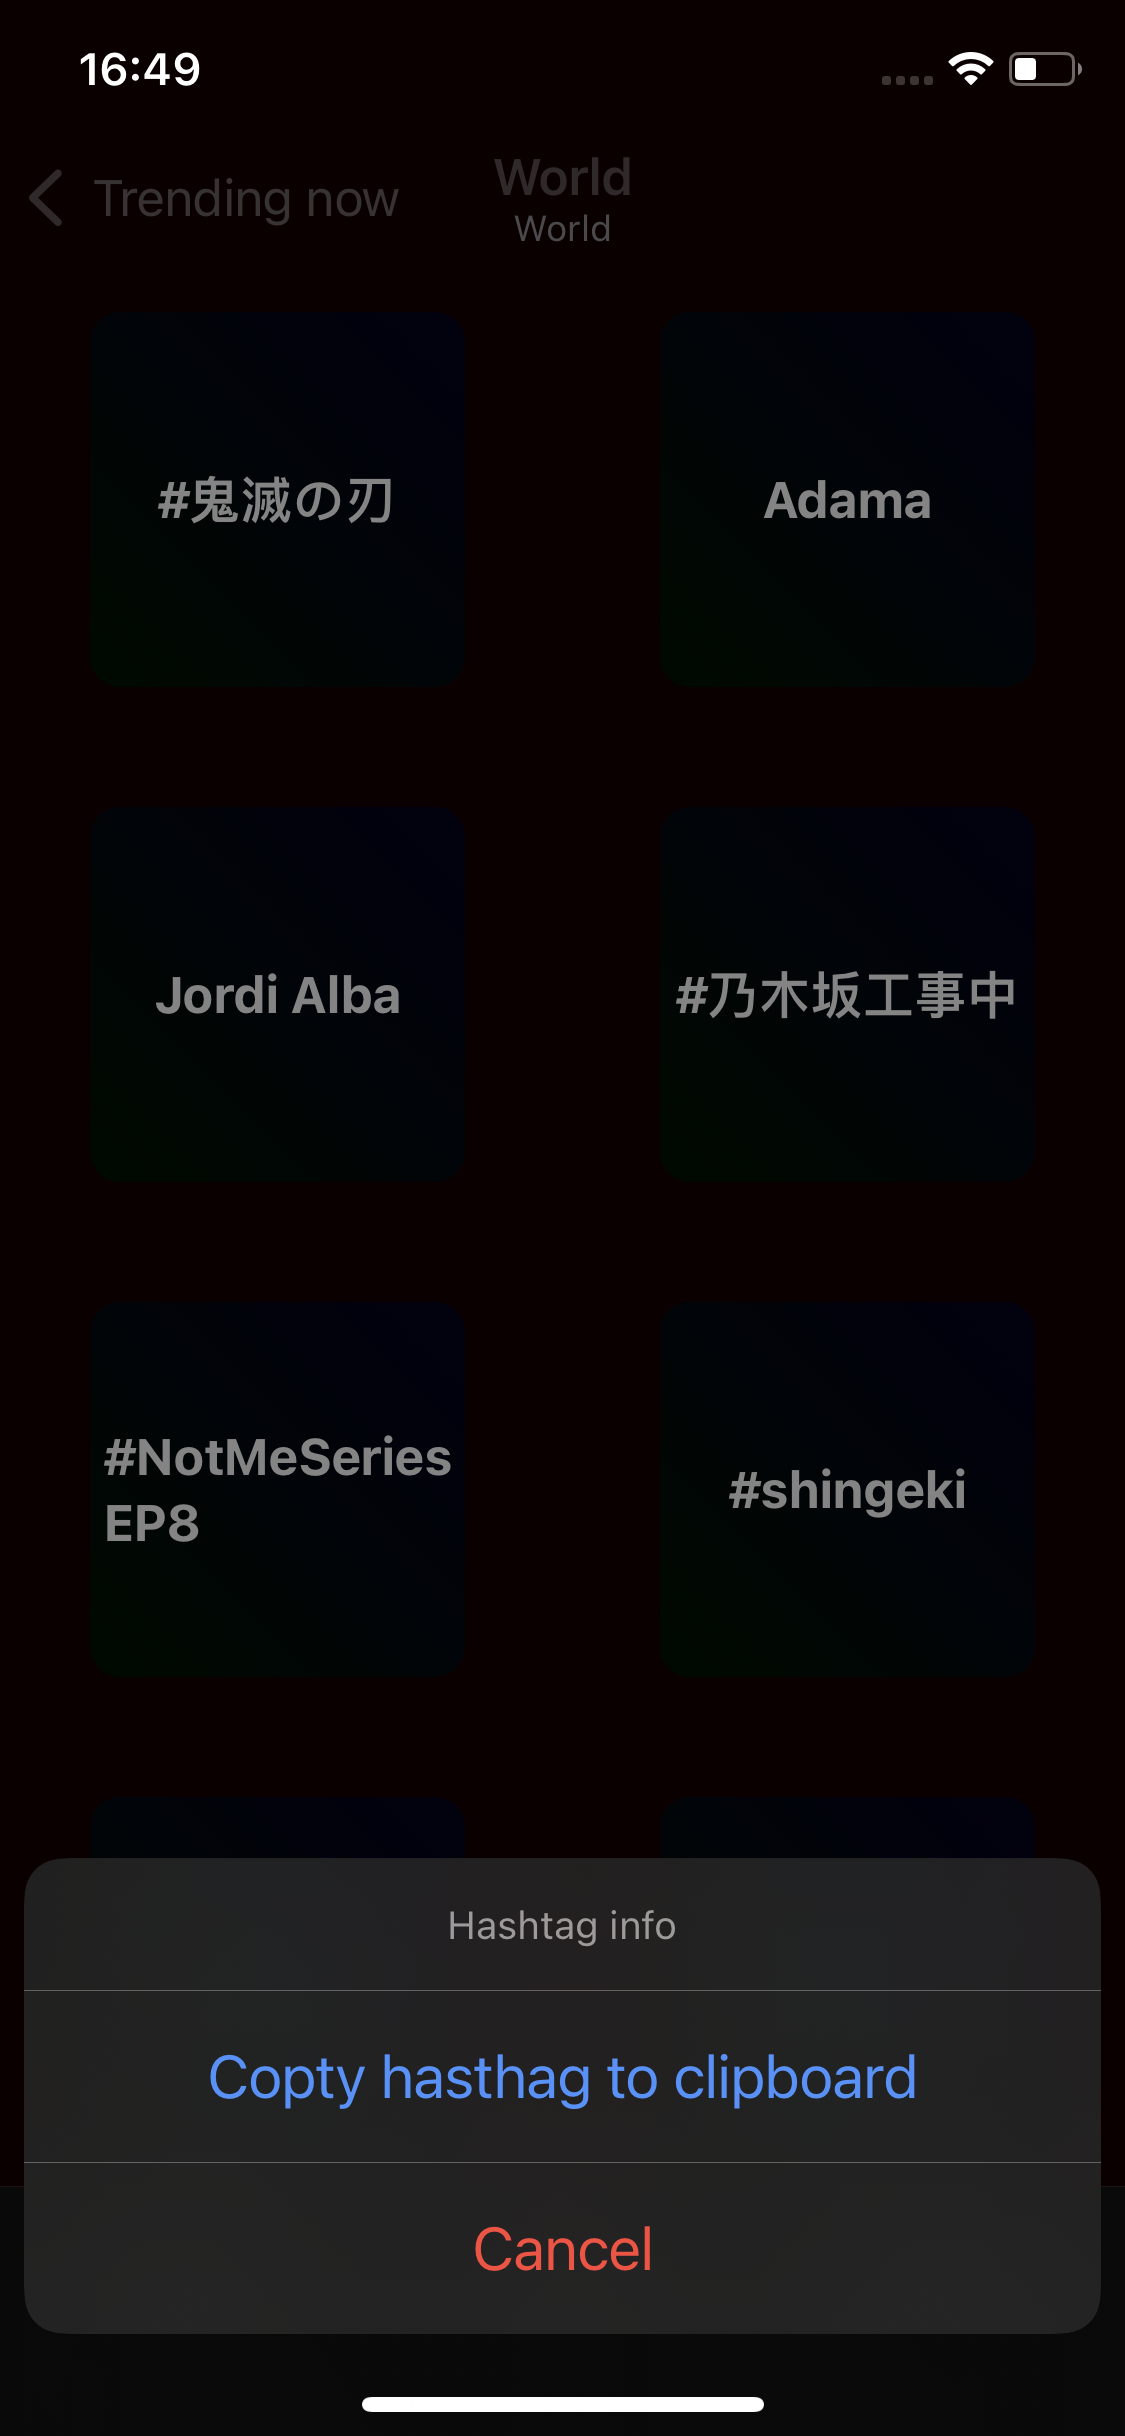 16:49
Trending now
World
World
#鬼滅の刃
Adama
Jordi Alba
#乃木坂工事中
#NotMeSeries
EP8
#shingeki
Hashtag info
Copty hasthag to clipboard
Cancel